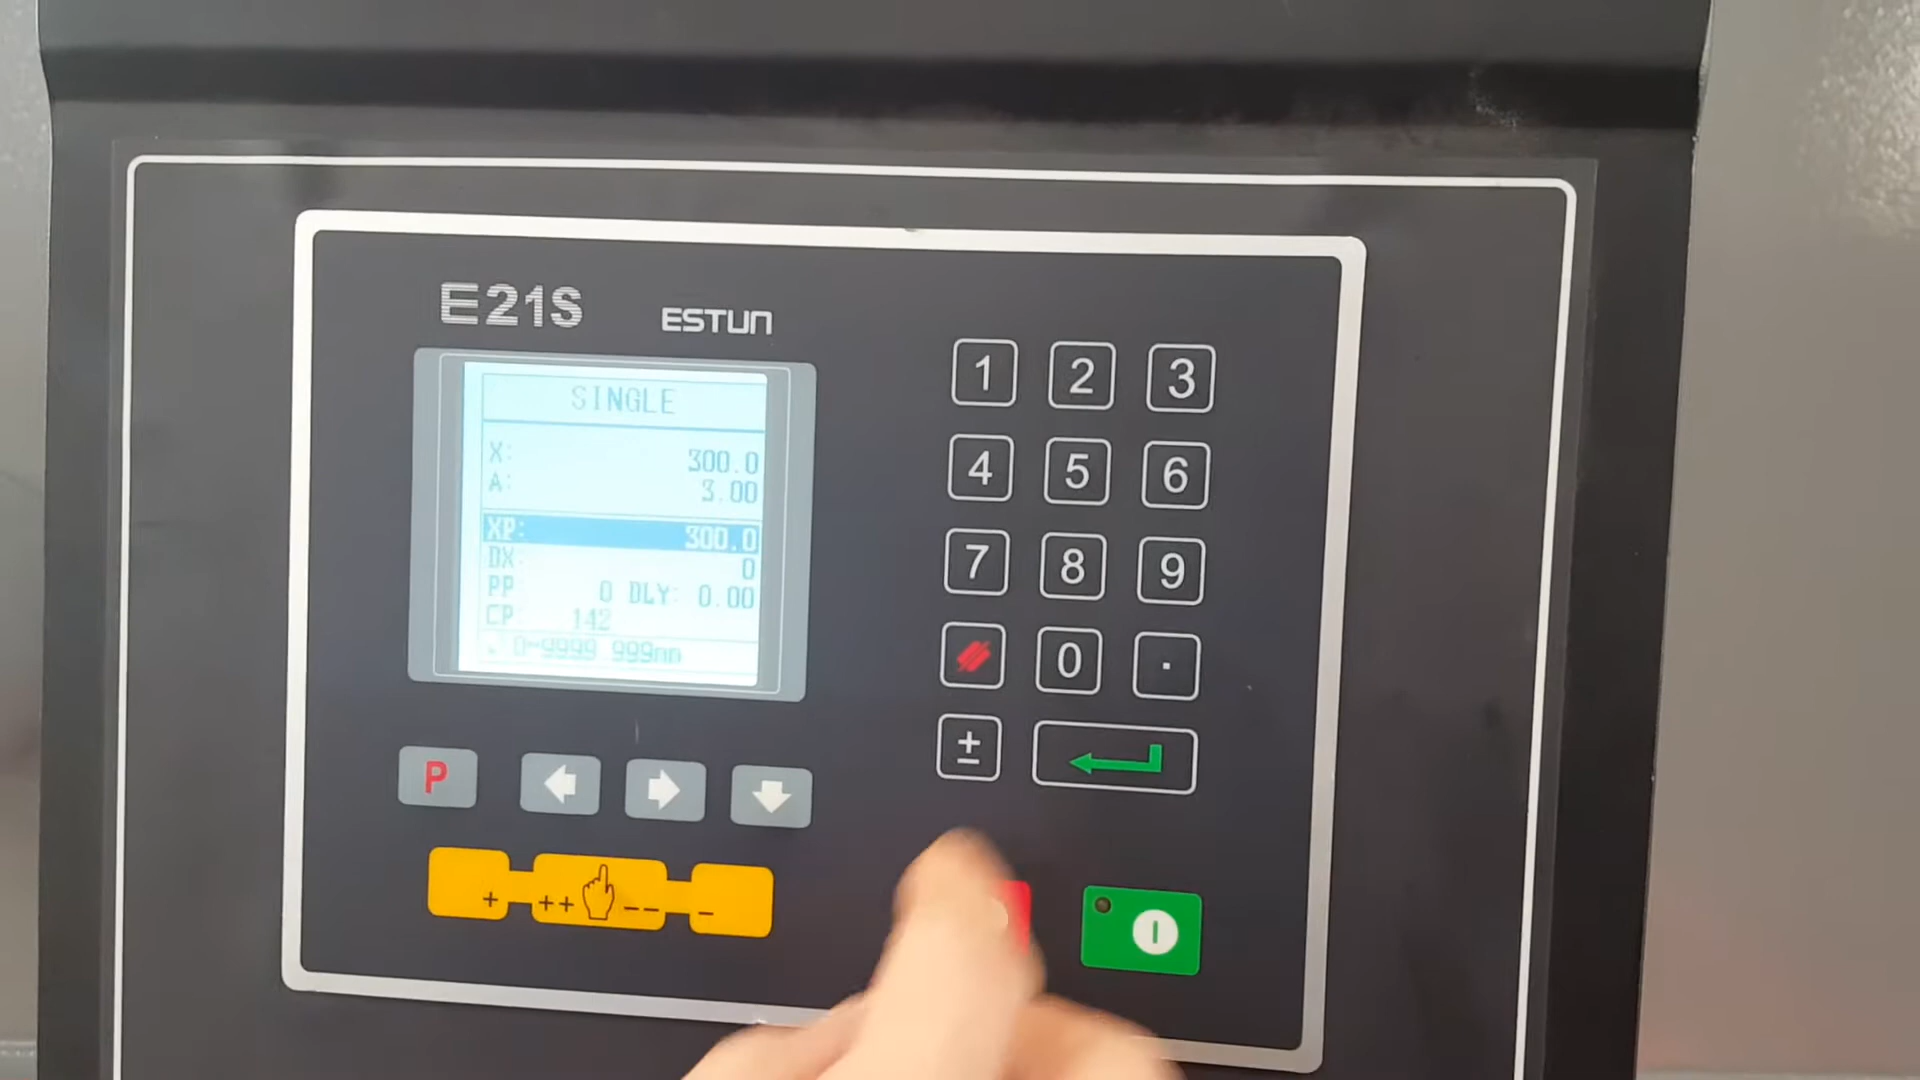 E21S ESTUN
SINGLE
X: 300.0
A: 3.00
XP: 300.0
DX: 0
PP 0 DLY: 0.00
CP: 142
0-9999.999mm
1 2 3
4 5 6
7 8 9
0 .
±
P
+ ++ -- -